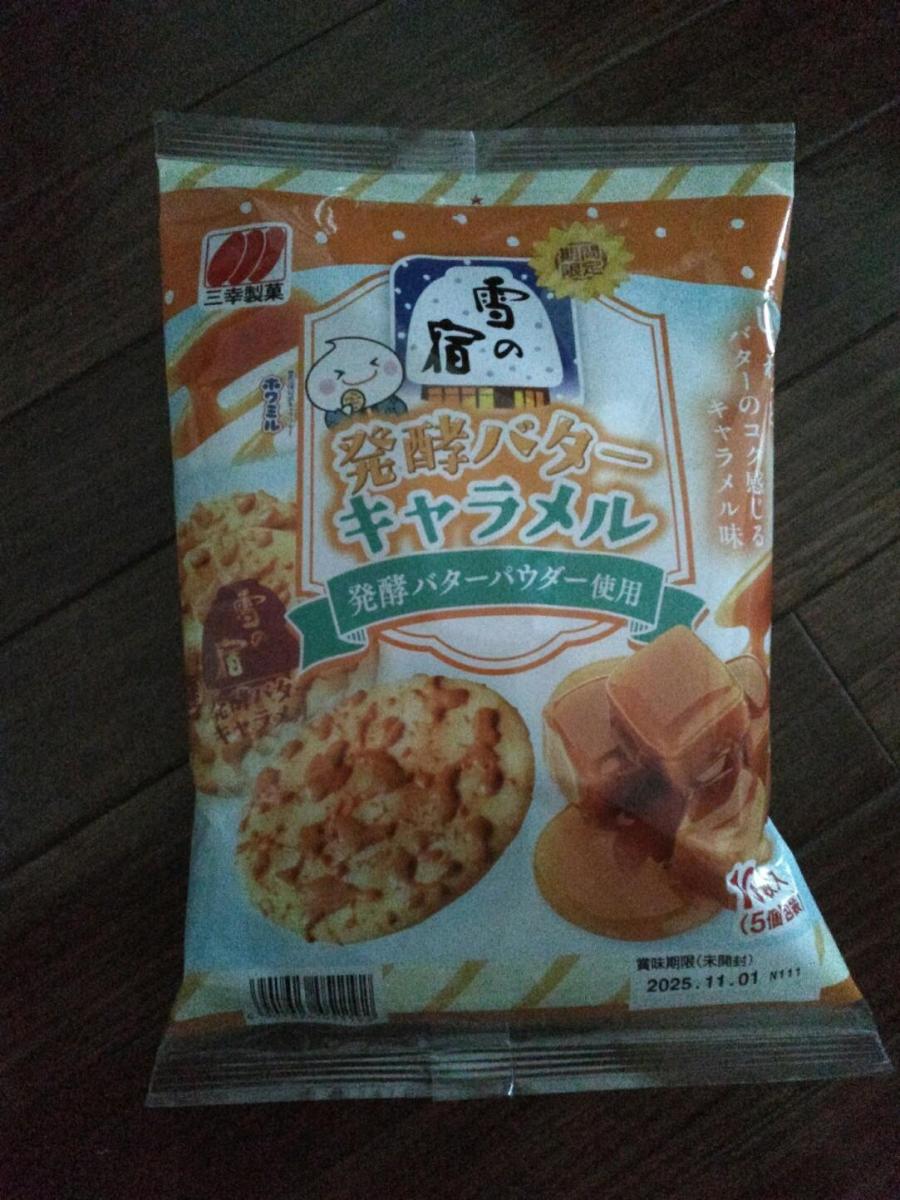 三幸製菓
期間
限定
雪の
宿
ホワミル
バターのコク感じる
キャラメル味
発酵バター
キャラメル
発酵バターパウダー使用
雪の
宿
発酵バター
キャラメル
(5個包装)
賞味期限(未開封)
2025.11.01 N111